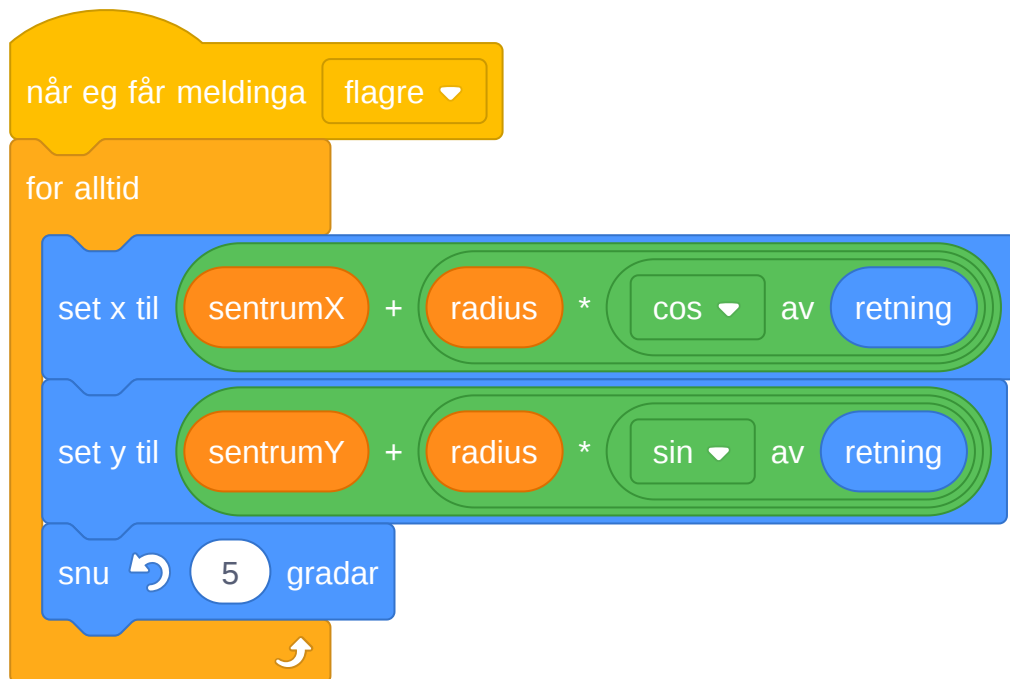 når eg får meldinga flagre
for alltid
set x til sentrumX + radius * cos av retning
set y til sentrumY + radius * sin av retning
snu 5 gradar